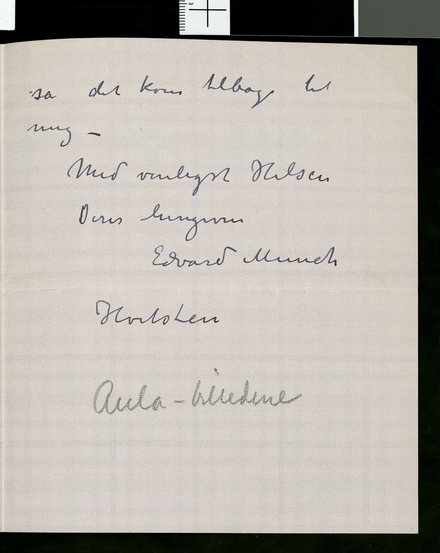 sa det kom tilbage til
mig –
Med venligst Hilsen
Deres hengivne
Edvard Munch
Hvitsten
Aula-billedene